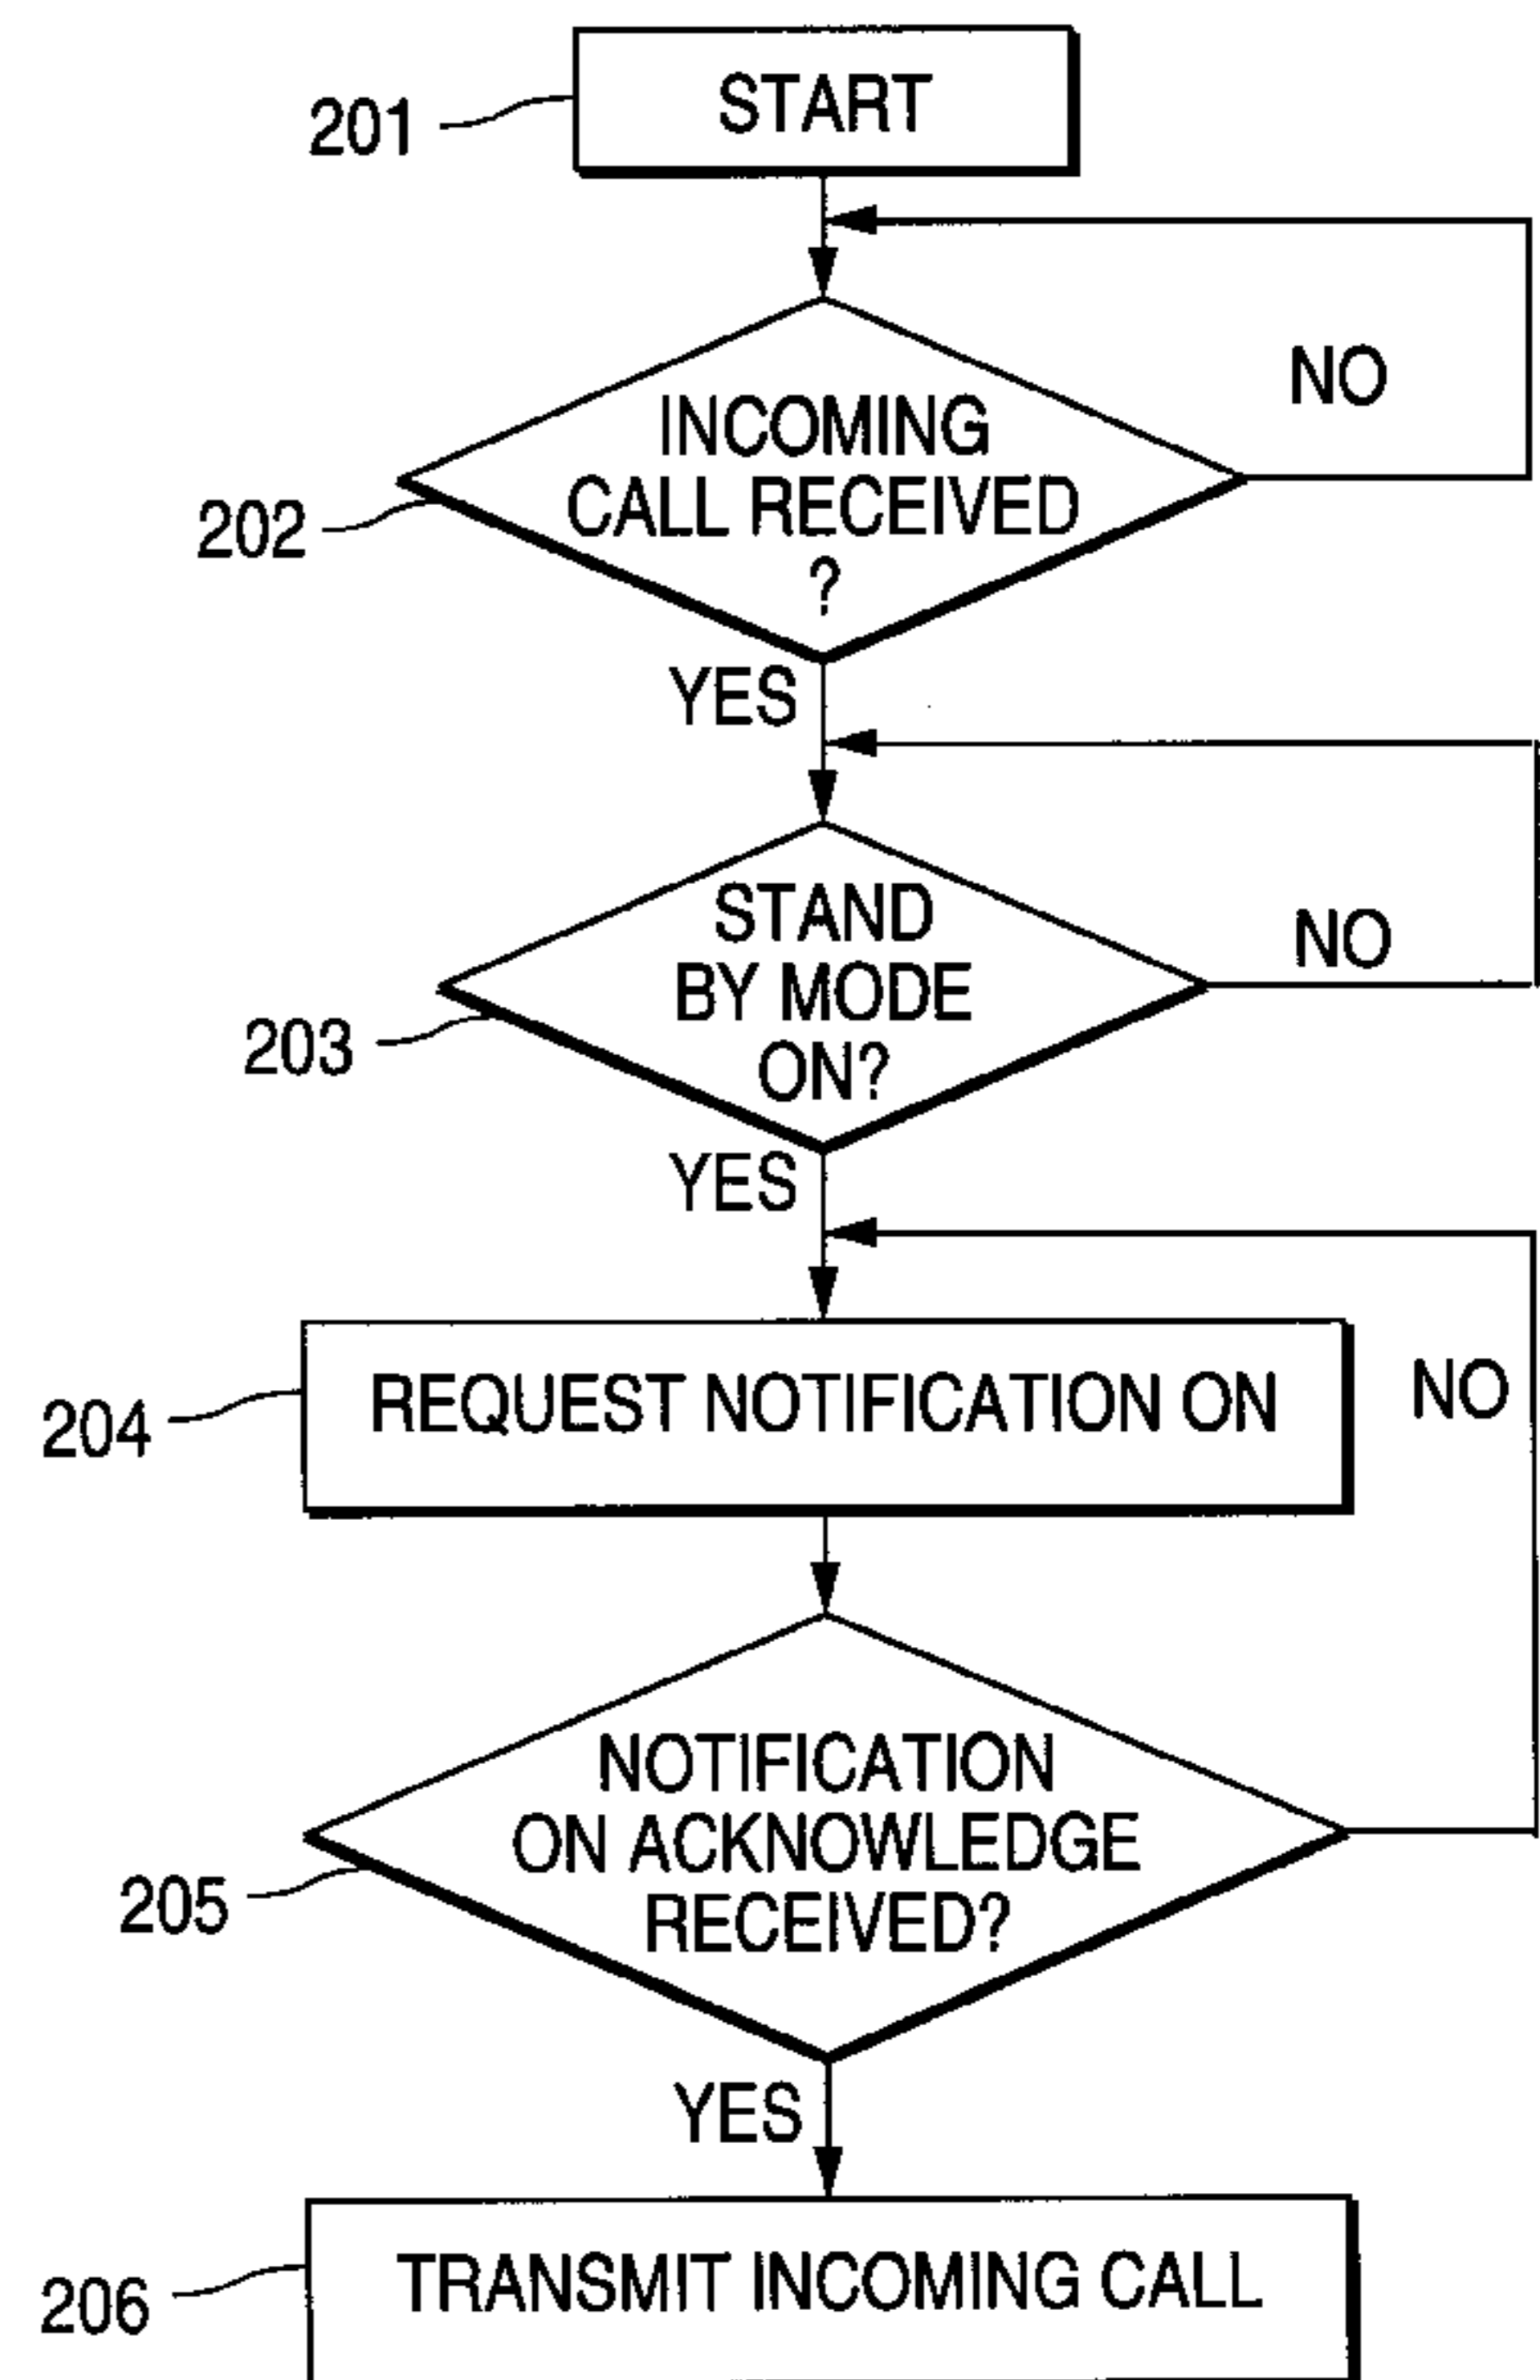 201
START
NO
INCOMING
CALL RECEIVED
?
202
YES
STAND
BY MODE
ON?
NO
203
YES
REQUEST NOTIFICATION ON
NO
204
NOTIFICATION
ON ACKNOWLEDGE
RECEIVED?
205
YES
TRANSMIT INCOMING CALL
206